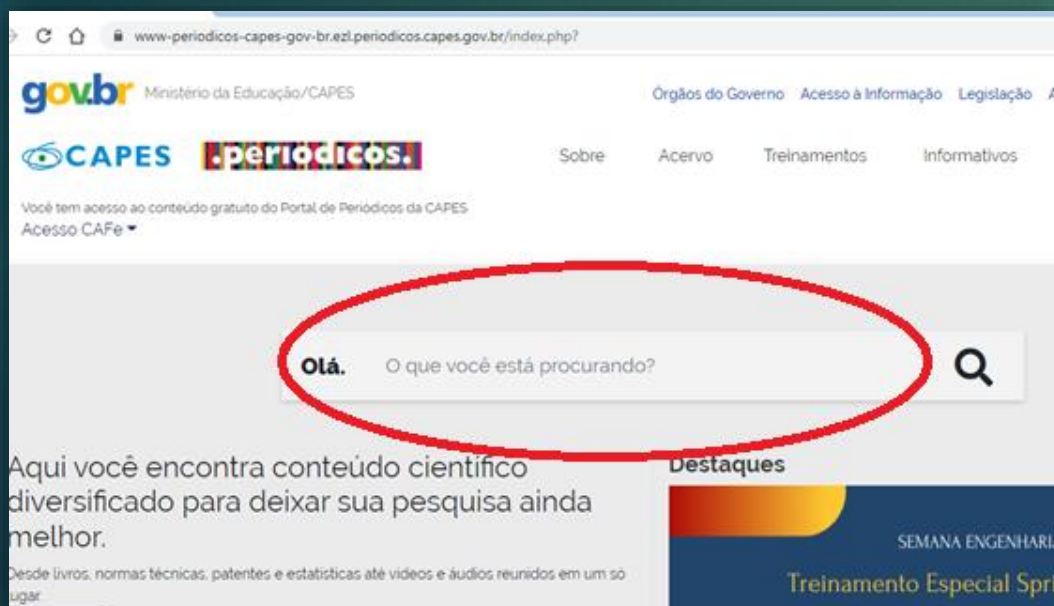 www-periodicos-capes-gov-br.ezl.periodicos.capes.gov.br/index.php?
gov.br Ministério da Educação/CAPES
Órgãos do Governo Acesso à Informação Legislação A
CAPES .periódicos.
Sobre Acervo Treinamentos Informativos
Você tem acesso ao conteúdo gratuito do Portal de Periódicos da CAPES
Acesso CAFe
Olá. O que você está procurando?
Aqui você encontra conteúdo científico
diversificado para deixar sua pesquisa ainda
melhor.
Desde livros, normas técnicas, patentes e estatísticas até vídeos e áudios reunidos em um só
lugar
Destaques
SEMANA ENGENHARIA
Treinamento Especial Spri